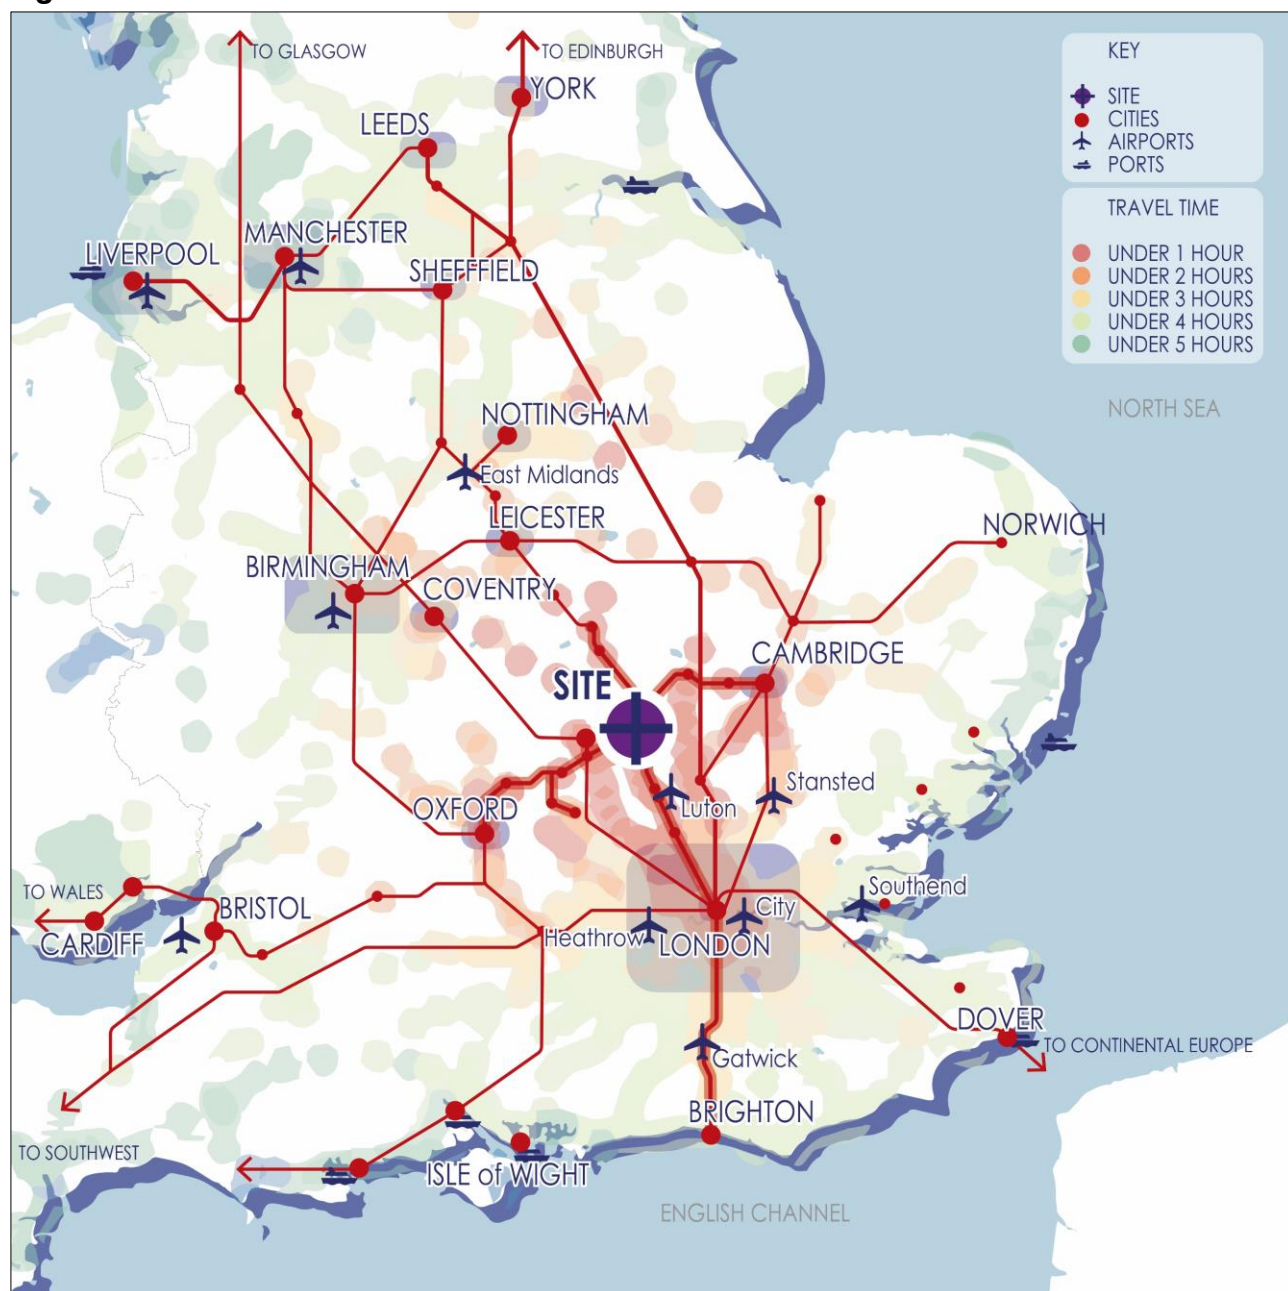 TO GLASGOW
TO EDINBURGH
YORK
LEEDS
MANCHESTER
LIVERPOOL
SHEFFFIELD
KEY
SITE
CITIES
AIRPORTS
PORTS
TRAVEL TIME
UNDER 1 HOUR
UNDER 2 HOURS
UNDER 3 HOURS
UNDER 4 HOURS
UNDER 5 HOURS
NORTH SEA
NOTTINGHAM
East Midlands
LEICESTER
NORWICH
BIRMINGHAM
COVENTRY
CAMBRIDGE
SITE
Luton
Stansted
OXFORD
TO WALES
CARDIFF
BRISTOL
Southend
City
Heathrow
LONDON
DOVER
TO CONTINENTAL EUROPE
Gatwick
BRIGHTON
TO SOUTHWEST
ISLE of WIGHT
ENGLISH CHANNEL